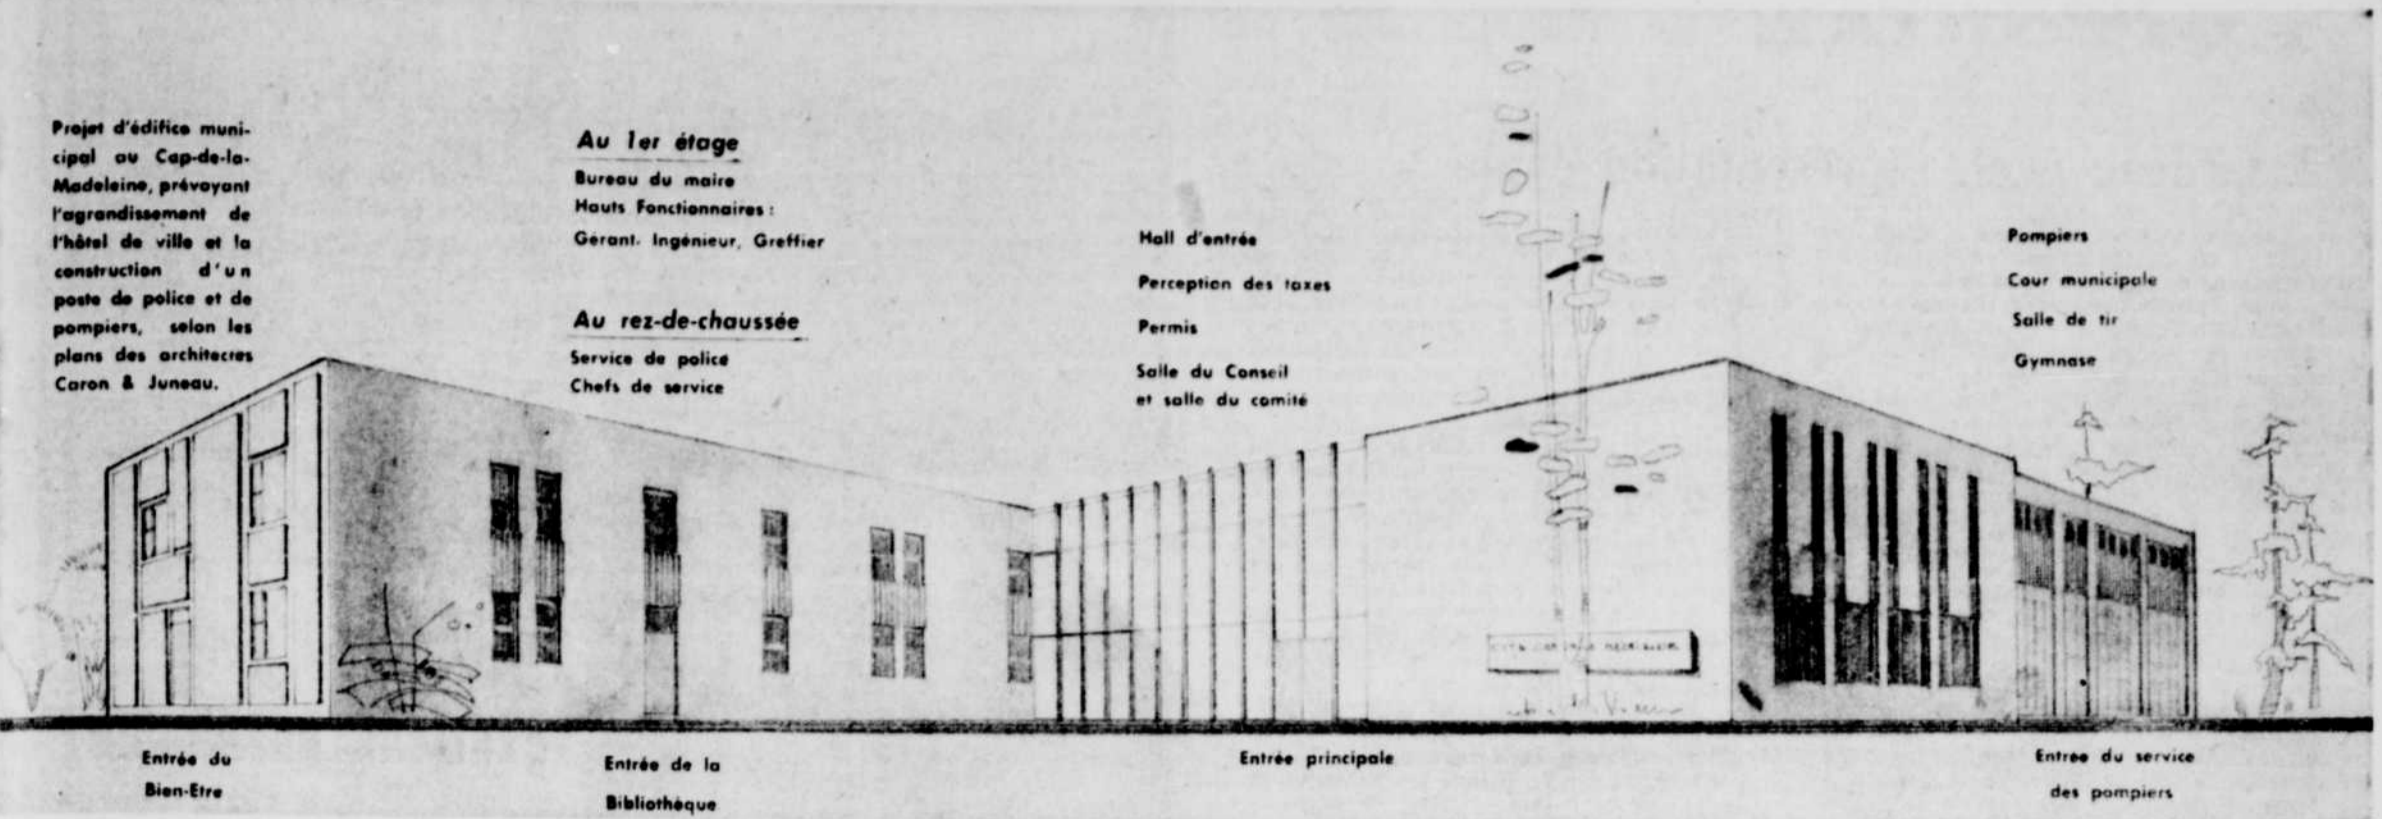 Projet d'édifice muni-
cipal au Cap-de-la-
Madeleine, prévoyant
l'agrandissement de
l'hôtel de ville et la
construction d'un
poste de police et de
pompiers, selon les
plans des architectes
Caron & Juneau.
Au 1er étage
Bureau du maire
Hauts Fonctionnaires :
Gérant, Ingénieur, Greffier
Au rez-de-chaussée
Service de police
Chefs de service
Hall d'entrée
Perception des taxes
Permis
Salle du Conseil
et salle du comité
Pompiers
Cour municipale
Salle de tir
Gymnase
Entrée du
Bien-Etre
Entrée de la
Bibliothèque
Entrée principale
Entree du service
des pompiers